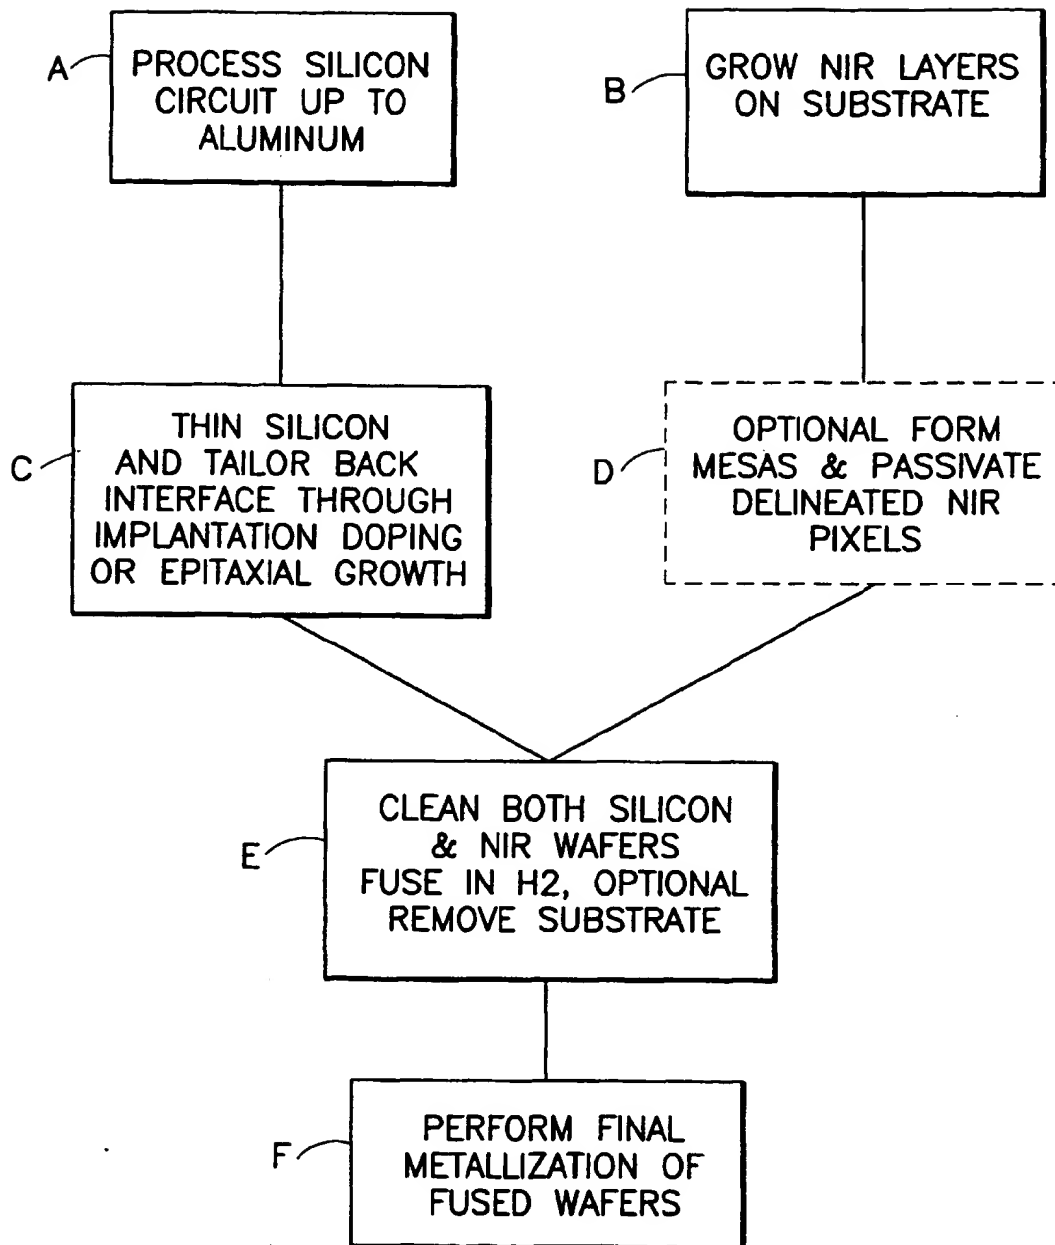 A
PROCESS SILICON
CIRCUIT UP TO
ALUMINUM
B
GROW NIR LAYERS
ON SUBSTRATE
C
THIN SILICON
AND TAILOR BACK
INTERFACE THROUGH
IMPLANTATION DOPING
OR EPITAXIAL GROWTH
D
OPTIONAL FORM
MESAS & PASSIVATE
DELINEATED NIR
PIXELS
E
CLEAN BOTH SILICON
& NIR WAFERS
FUSE IN H2, OPTIONAL
REMOVE SUBSTRATE
F
PERFORM FINAL
METALLIZATION OF
FUSED WAFERS